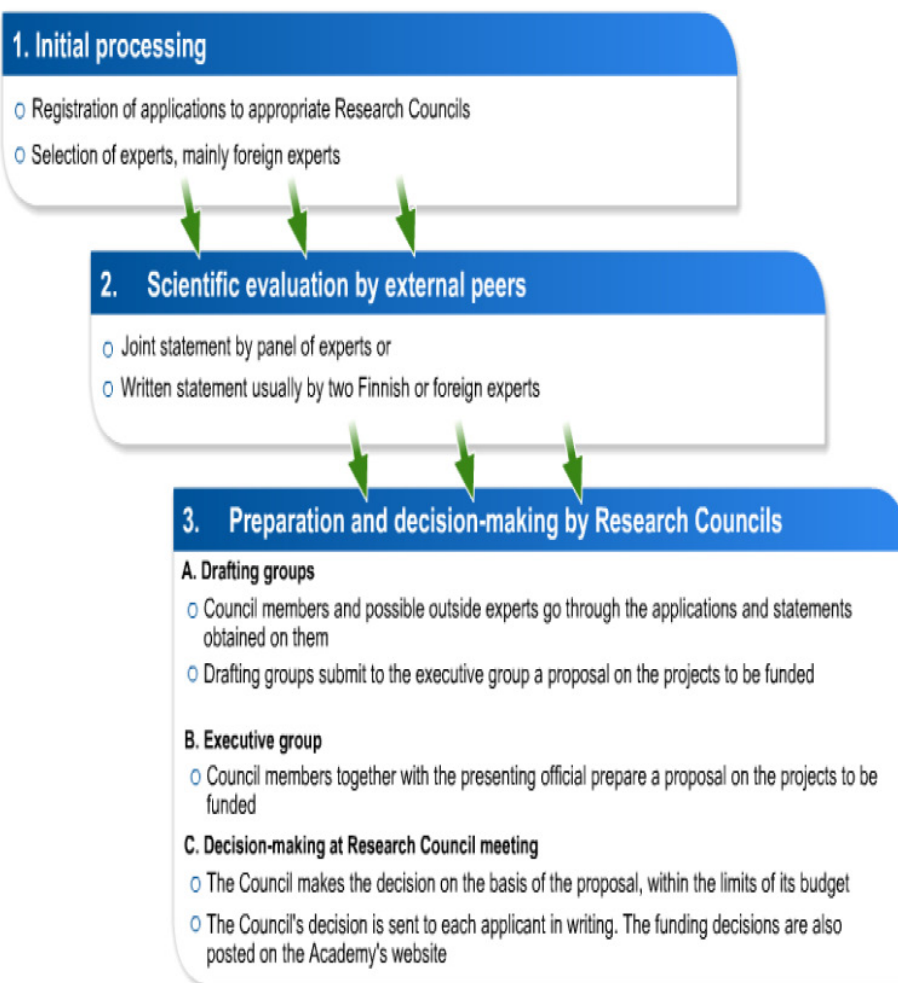 1. Initial processing
Registration of applications to appropriate Research Councils
Selection of experts, mainly foreign experts
2. Scientific evaluation by external peers
Joint statement by panel of experts or
Written statement usually by two Finnish or foreign experts
3. Preparation and decision-making by Research Councils
A. Drafting groups
Council members and possible outside experts go through the applications and statements
obtained on them
Drafting groups submit to the executive group a proposal on the projects to be funded
B. Executive group
Council members together with the presenting official prepare a proposal on the projects to be
funded
C. Decision-making at Research Council meeting
The Council makes the decision on the basis of the proposal, within the limits of its budget
The Council's decision is sent to each applicant in writing. The funding decisions are also
posted on the Academy's website